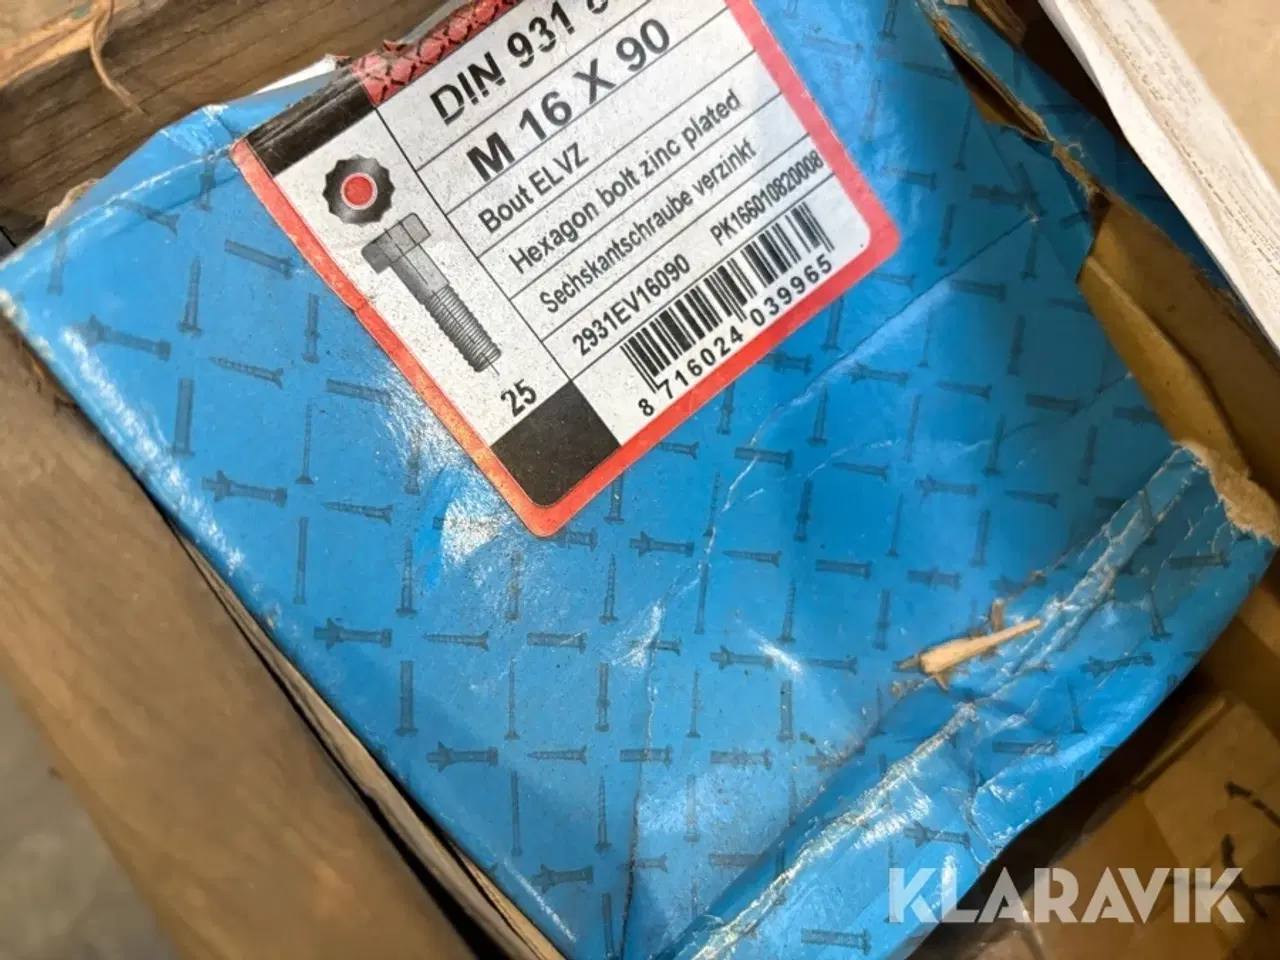 DIN 931
M 16 X 90
Bout ELVZ
Hexagon bolt zinc plated
Sechskantschraube verzinkt
2931EV16090 PK166010820008
8 716024 039965
25
KLARAVIK